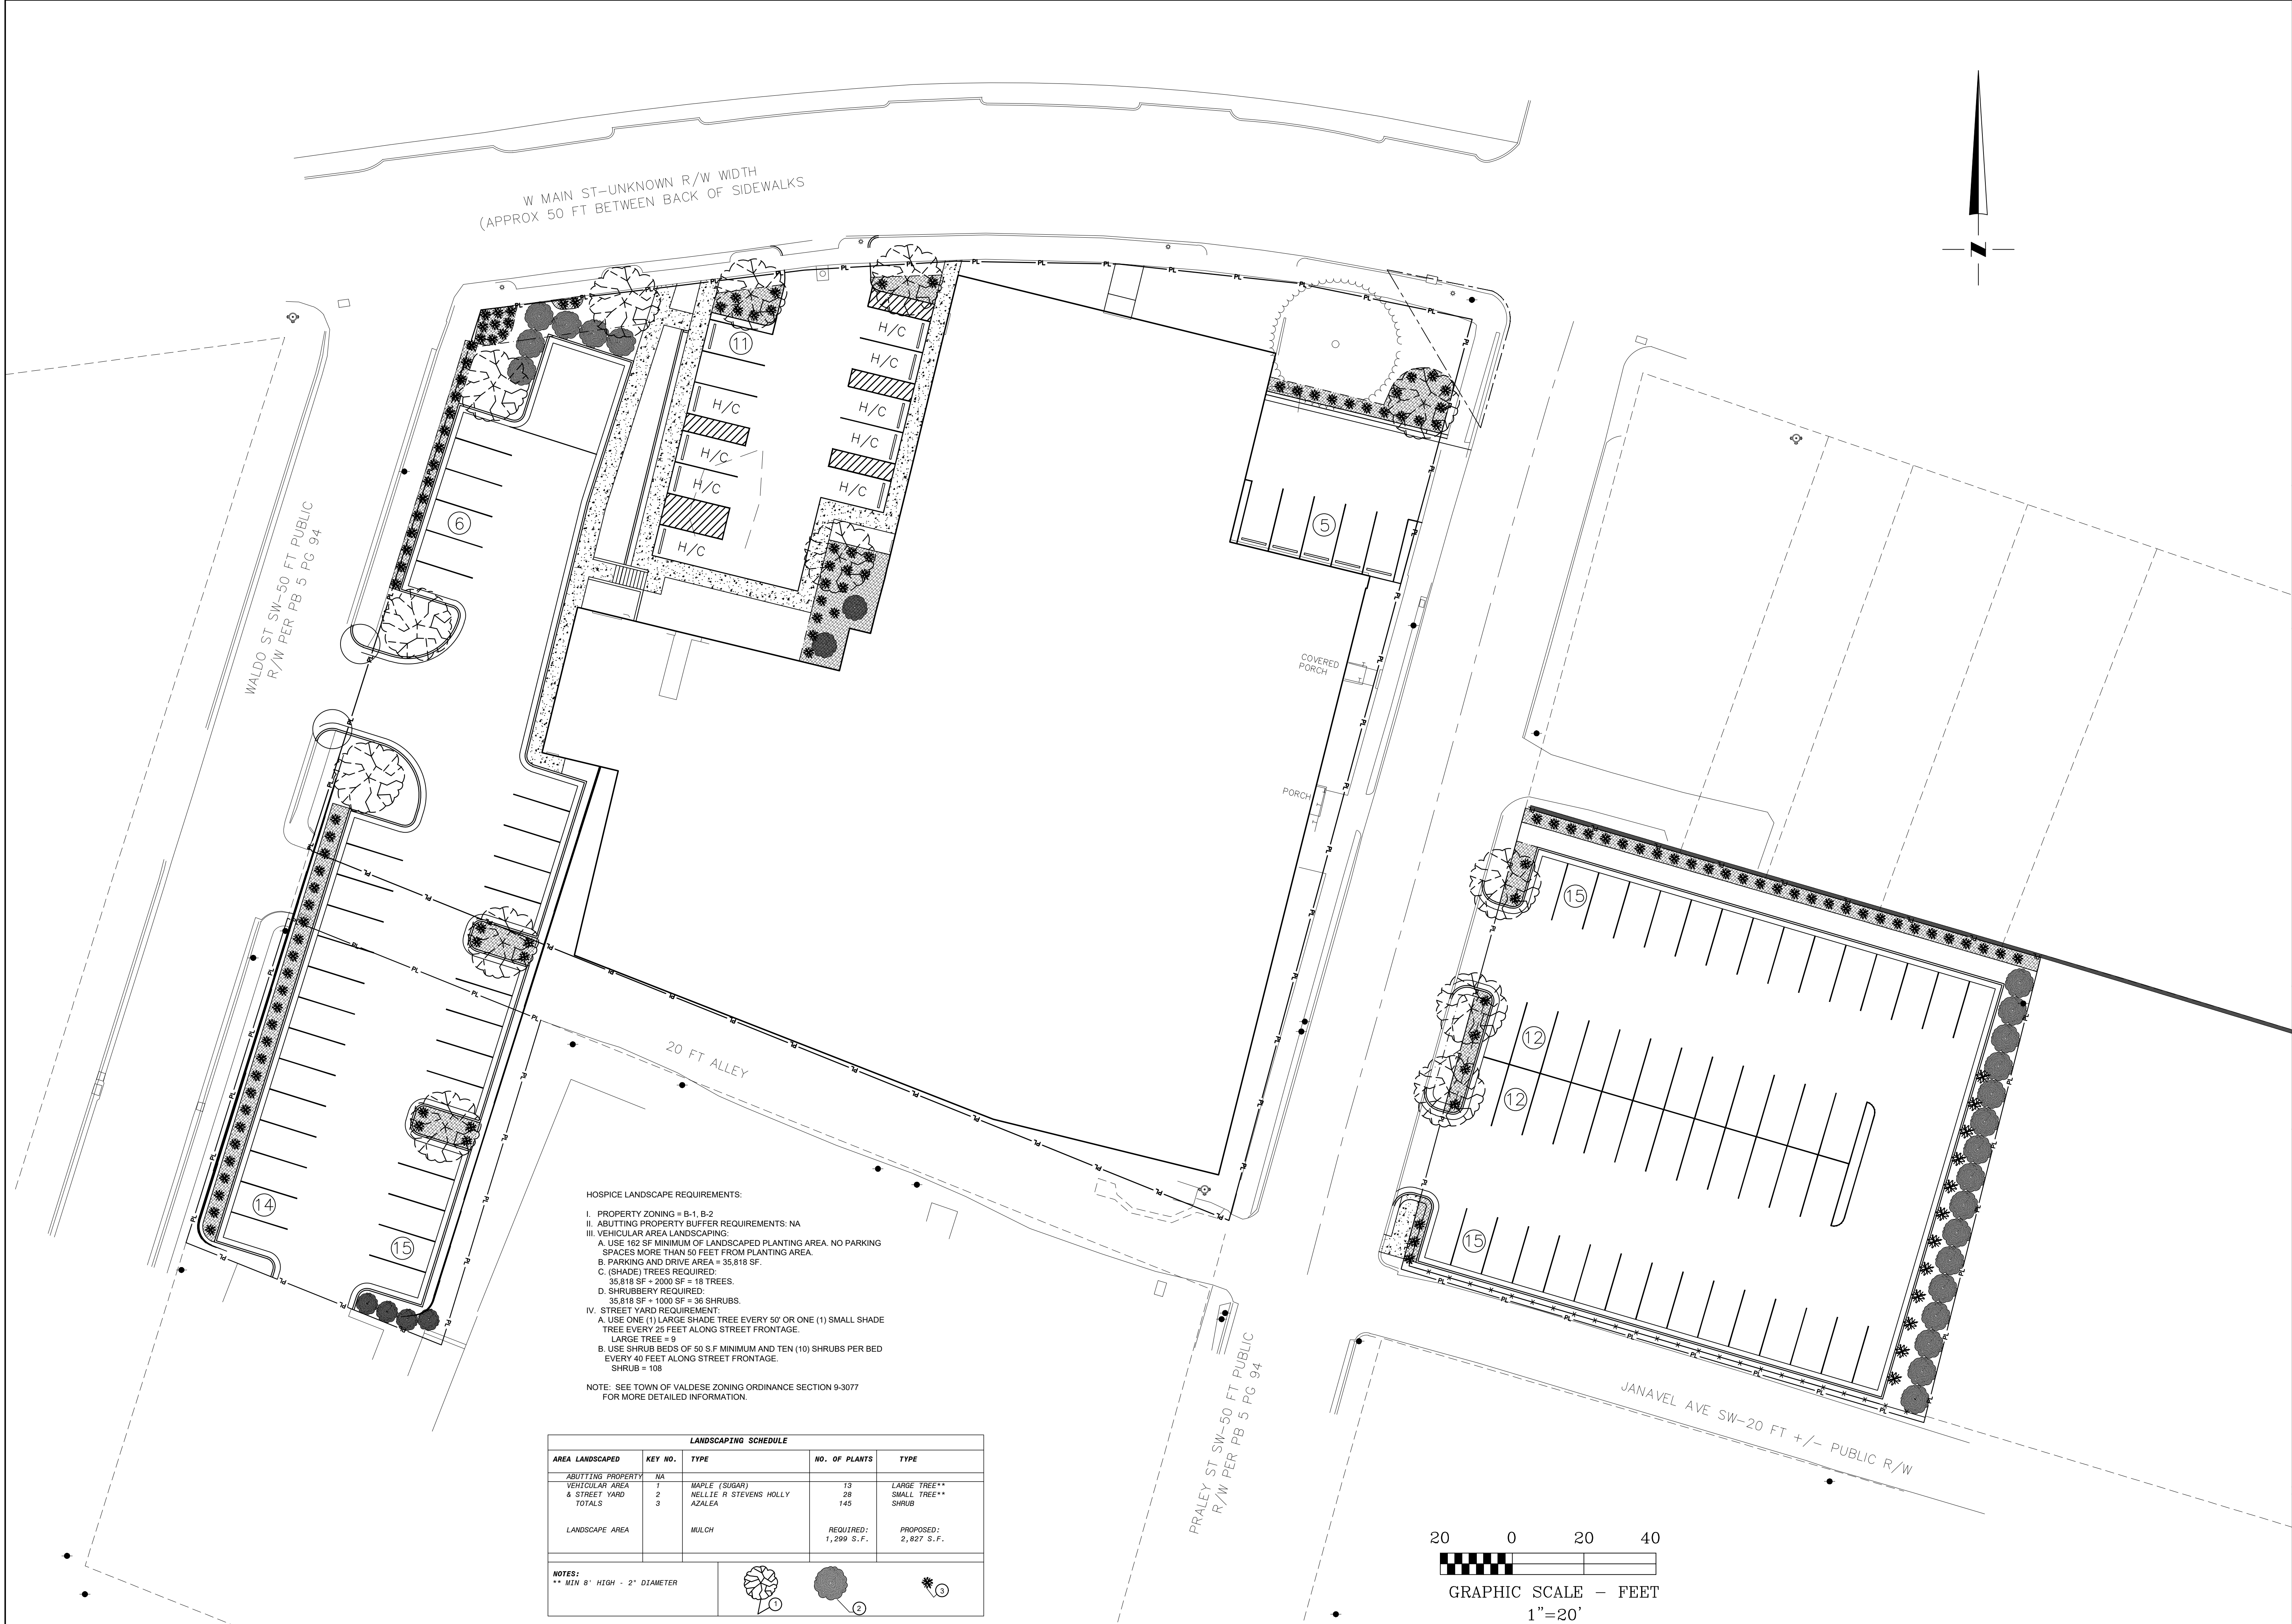 W MAIN ST-UNKNOWN R/W WIDTH
(APPROX 50 FT BETWEEN BACK OF SIDEWALKS
N
PL
11
H/C
H/C
H/C
H/C
H/C
H/C
H/C
H/C
H/C
6
5
WALDO ST SW-50 FT PUBLIC
R/W PER PB 5 PG 94
COVERED
PORCH
PORCH
15
12
12
15
20 FT ALLEY
14
15
HOSPICE LANDSCAPE REQUIREMENTS:
I. PROPERTY ZONING = B-1, B-2
II. ABUTTING PROPERTY BUFFER REQUIREMENTS: NA
III. VEHICULAR AREA LANDSCAPING:
A. USE 162 SF MINIMUM OF LANDSCAPED PLANTING AREA. NO PARKING
SPACES MORE THAN 50 FEET FROM PLANTING AREA.
B. PARKING AND DRIVE AREA = 35,818 SF.
C. (SHADE) TREES REQUIRED:
35,818 SF ÷ 2000 SF = 18 TREES.
D. SHRUBBERY REQUIRED:
35,818 SF ÷ 1000 SF = 36 SHRUBS.
IV. STREET YARD REQUIREMENT:
A. USE ONE (1) LARGE SHADE TREE EVERY 50' OR ONE (1) SMALL SHADE
TREE EVERY 25 FEET ALONG STREET FRONTAGE.
LARGE TREE = 9
B. USE SHRUB BEDS OF 50 S.F MINIMUM AND TEN (10) SHRUBS PER BED
EVERY 40 FEET ALONG STREET FRONTAGE.
SHRUB = 108
NOTE: SEE TOWN OF VALDESE ZONING ORDINANCE SECTION 9-3077
FOR MORE DETAILED INFORMATION.
PRALEY ST SW-50 FT PUBLIC
R/W PER PB 5 PG 94
JANAVEL AVE SW-20 FT +/- PUBLIC R/W
LANDSCAPING SCHEDULE
AREA LANDSCAPED KEY NO. TYPE NO. OF PLANTS TYPE
ABUTTING PROPERTY NA
VEHICULAR AREA 1 MAPLE (SUGAR) 13 LARGE TREE**
& STREET YARD 2 NELLIE R STEVENS HOLLY 28 SMALL TREE**
TOTALS 3 AZALEA 145 SHRUB
LANDSCAPE AREA MULCH REQUIRED: PROPOSED:
1,299 S.F. 2,827 S.F.
NOTES:
** MIN 8' HIGH - 2" DIAMETER
1
2
3
20 0 20 40
GRAPHIC SCALE - FEET
1"=20'